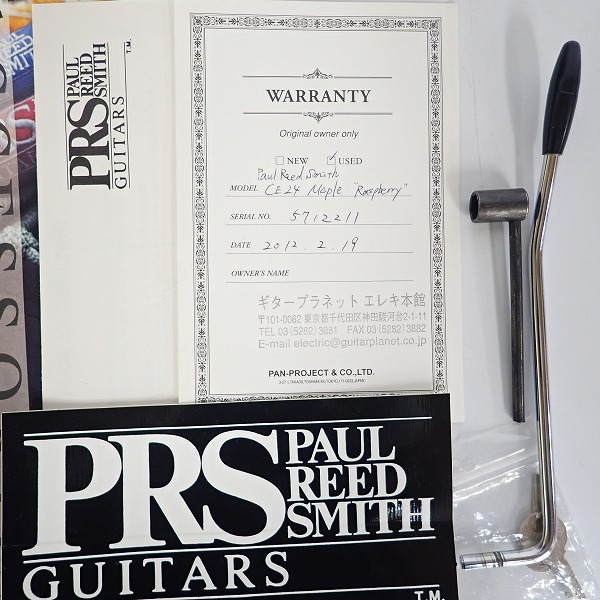 PRS PAUL
REED
SMITH
GUITARS T.M.
WARRANTY
Original owner only
NEW ✓ USED
Paul Reed Smith
MODEL CE24 Maple "Raspberry"
SERIAL NO. 5712211
DATE 2012. 2. 19
OWNER'S NAME
ギタープラネット エレキ本館
〒101-0062 東京都千代田区神田駿河台2-1-11
TEL 03(5282)3881 FAX 03(5282)3882
E-mail electric@guitarplanet.co.jp
PAN-PROJECT & CO., LTD.
PRS PAUL
REED
SMITH
GUITARS T.M.